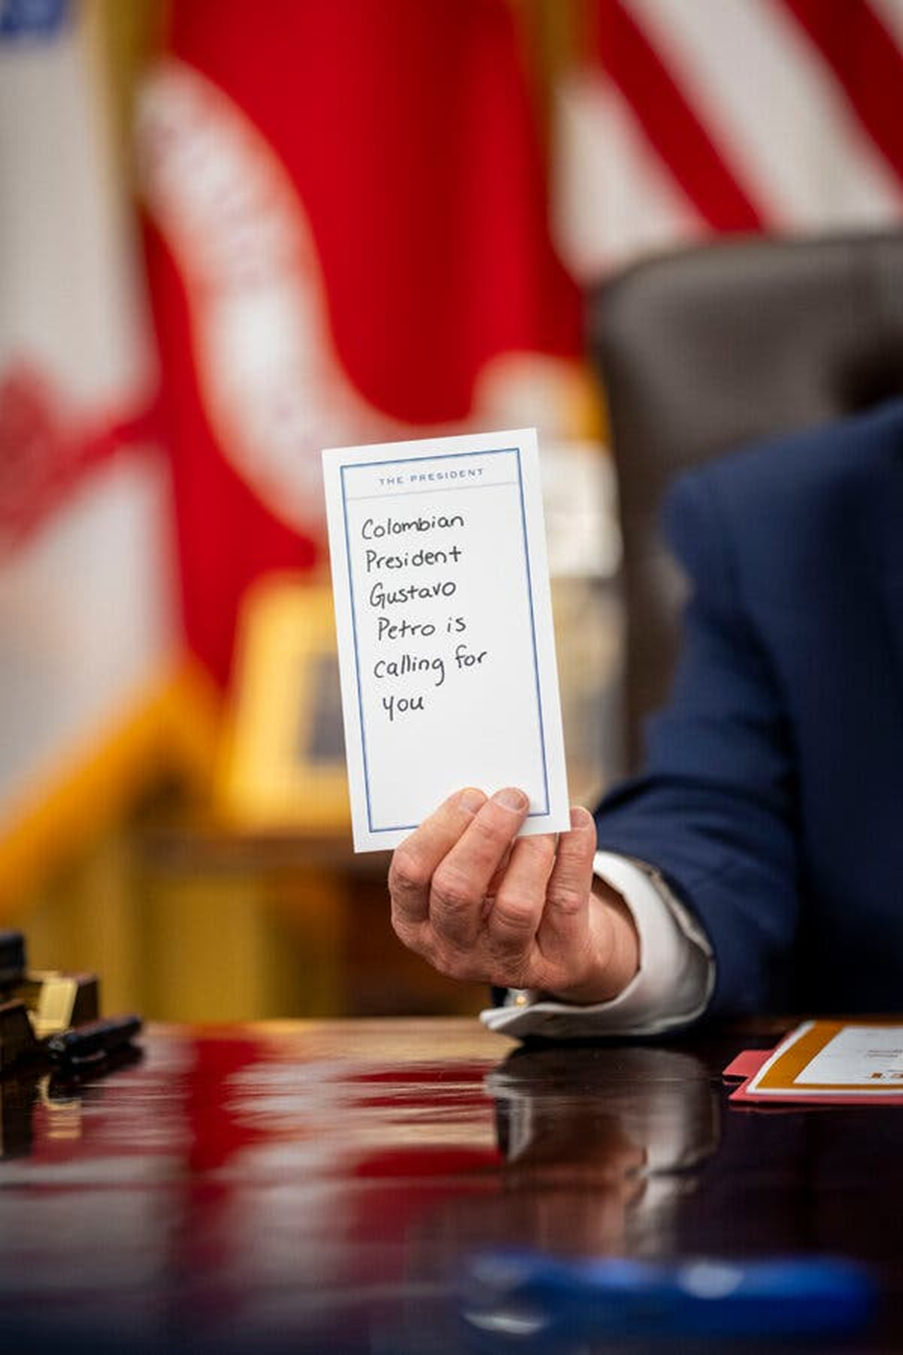 THE PRESIDENT
Colombian
President
Gustavo
Petro is
calling for
you